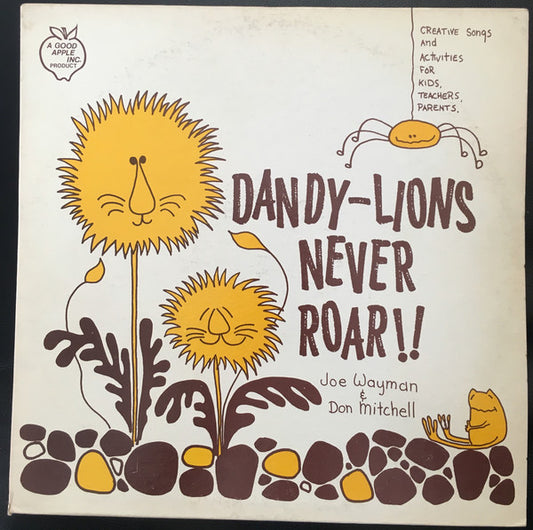 A GOOD
APPLE
INC.
PRODUCT
CREATIVE Songs
And
ACTIVITIES
FOR
KIDS,
TEACHERS,
PARENTS.
DANDY-LIONS
NEVER
ROAR!!
Joe Wayman
&
Don Mitchell